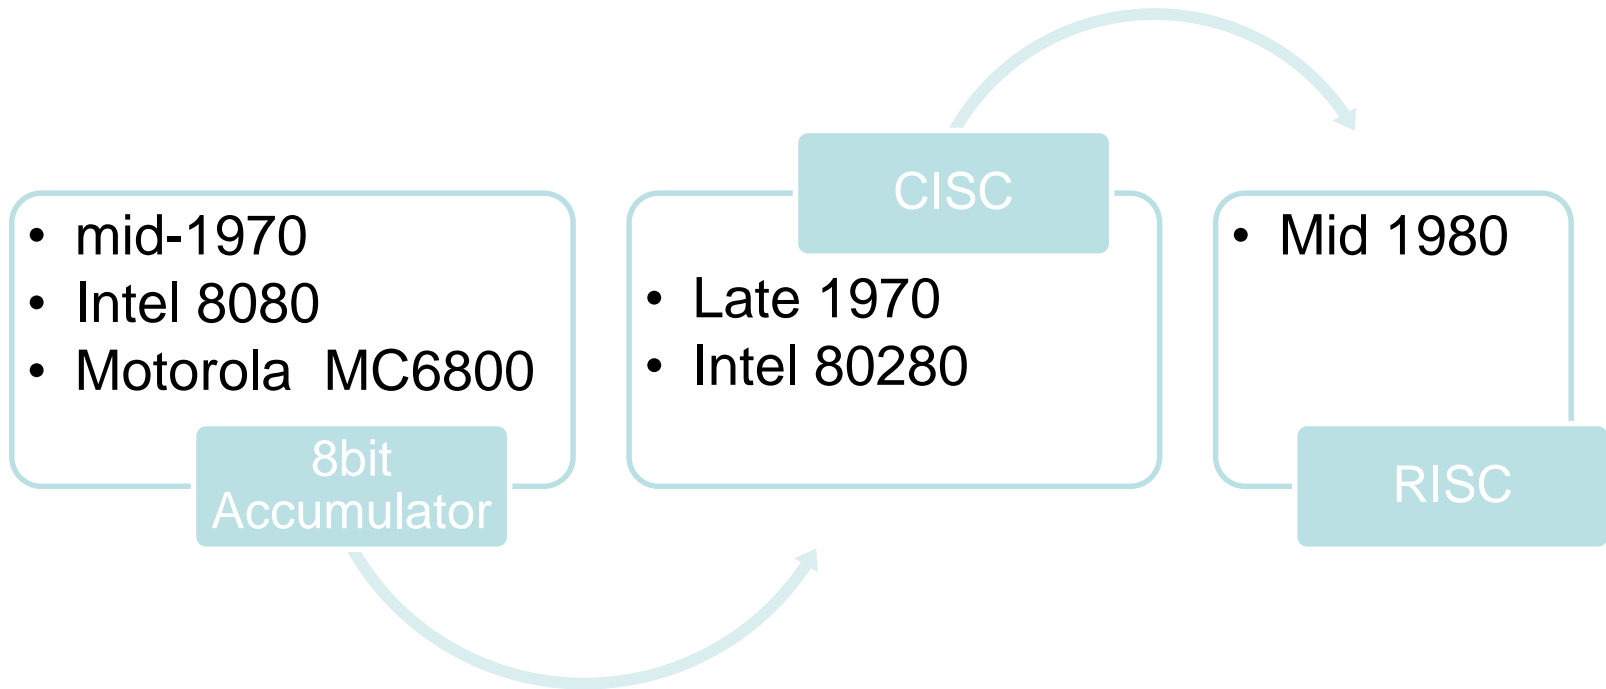 • mid-1970
• Intel 8080
• Motorola  MC6800
8bit
Accumulator
CISC
• Late 1970
• Intel 80280
• Mid 1980
RISC